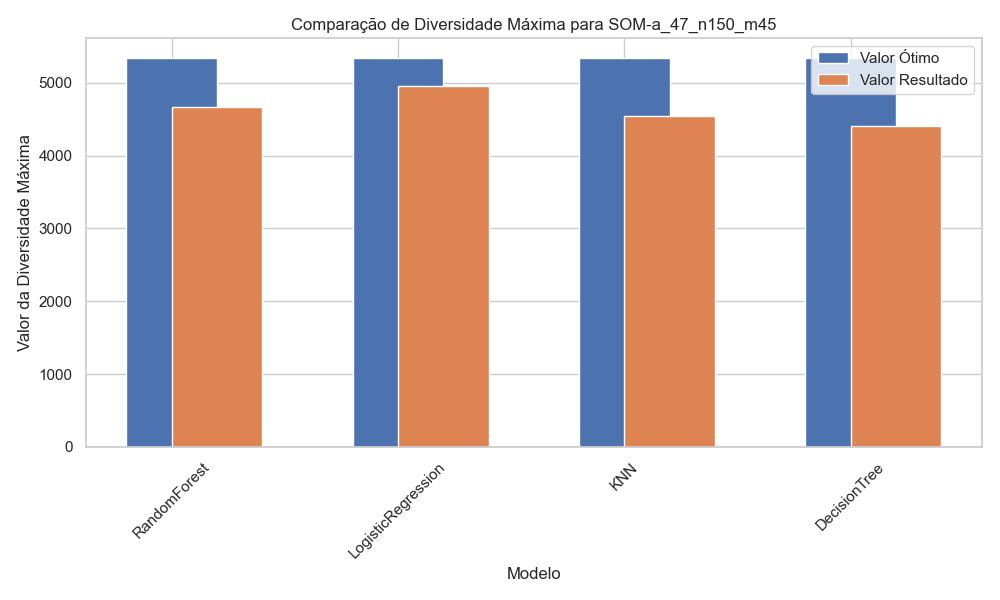 Comparação de Diversidade Máxima para SOM-a_47_n150_m45
Valor Ótimo
Valor Resultado
Valor da Diversidade Máxima
5000
4000
3000
2000
1000
0
RandomForest
LogisticRegression
KNN
DecisionTree
Modelo